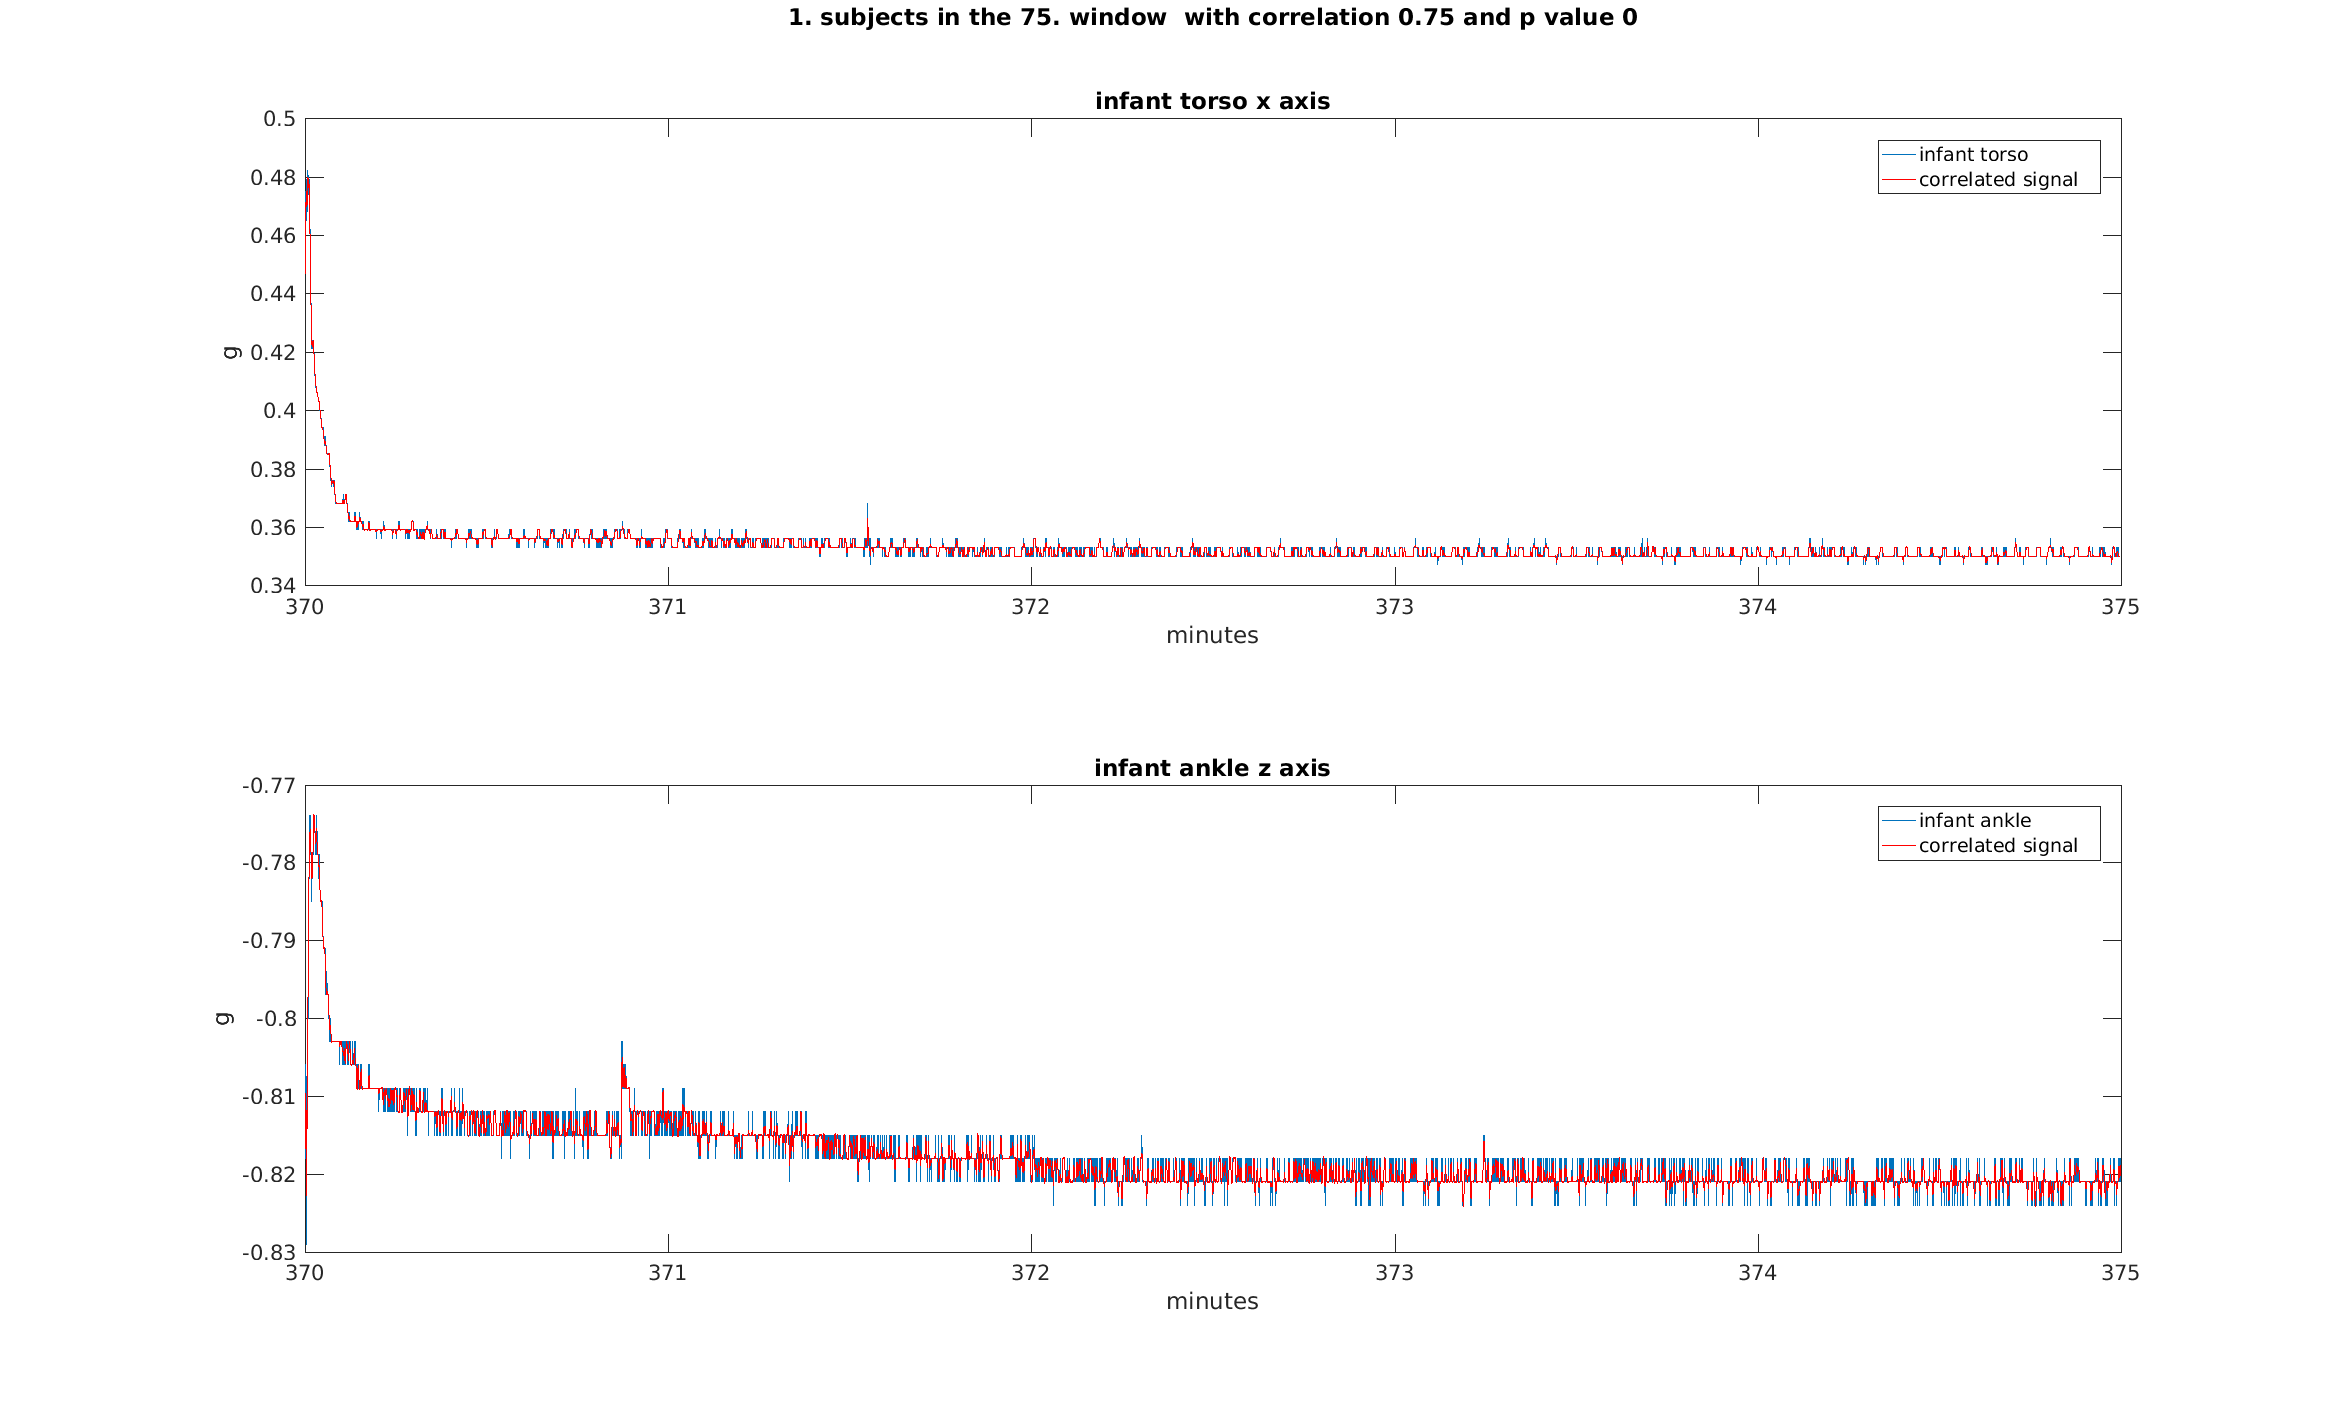 1. subjects in the 75. window  with correlation 0.75 and p value 0
infant torso x axis
0.5
0.48
0.46
0.44
0.42
0.4
0.38
0.36
0.34
g
infant torso
correlated signal
370 371 372 373 374 375
minutes
infant ankle z axis
-0.77
-0.78
-0.79
-0.8
-0.81
-0.82
-0.83
g
infant ankle
correlated signal
370 371 372 373 374 375
minutes